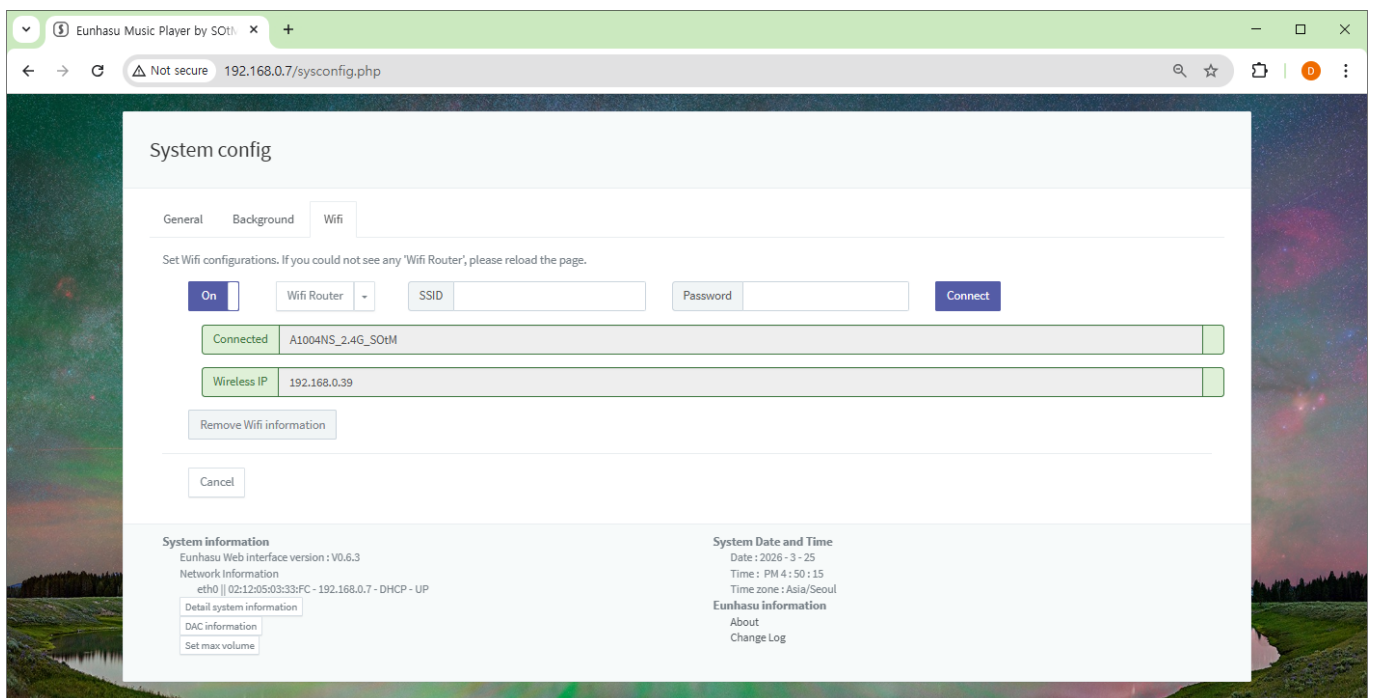 Eunhasu Music Player by SOtM
Not secure 192.168.0.7/sysconfig.php
D
System config
General Background Wifi
Set Wifi configurations. If you could not see any 'Wifi Router', please reload the page.
On Wifi Router SSID Password Connect
Connected A1004NS_2.4G_SOtM
Wireless IP 192.168.0.39
Remove Wifi information
Cancel
System information
Eunhasu Web interface version : V0.6.3
Network Information
eth0 || 02:12:05:03:33:FC - 192.168.0.7 - DHCP - UP
Detail system information
DAC information
Set max volume
System Date and Time
Date : 2026 - 3 - 25
Time : PM 4 : 50 : 15
Time zone : Asia/Seoul
Eunhasu information
About
Change Log